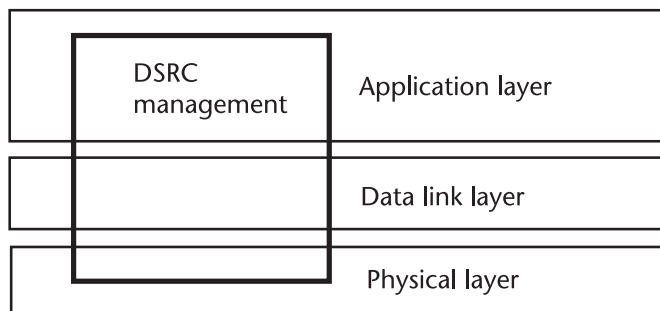 DSRC
management
Application layer
Data link layer
Physical layer